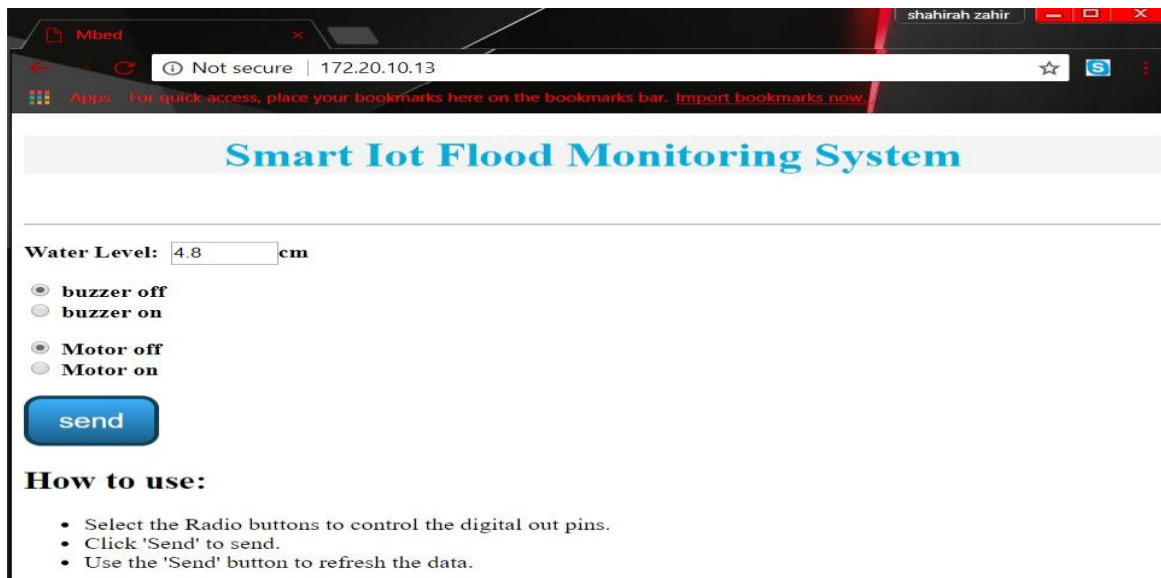 shahirah zahir
Mbed
Not secure | 172.20.10.13
Apps For quick access, place your bookmarks here on the bookmarks bar. Import bookmarks now...
Smart Iot Flood Monitoring System
Water Level: 4.8 cm
buzzer off
buzzer on
Motor off
Motor on
send
How to use:
• Select the Radio buttons to control the digital out pins.
• Click 'Send' to send.
• Use the 'Send' button to refresh the data.